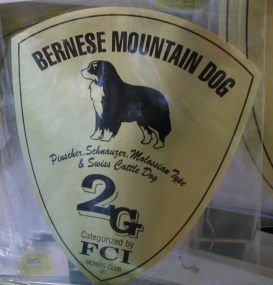 BERNESE MOUNTAIN DOG
Pinscher, Schnauzer, Molossian Type
& Swiss Cattle Dog
2G
Categorized by
FCI